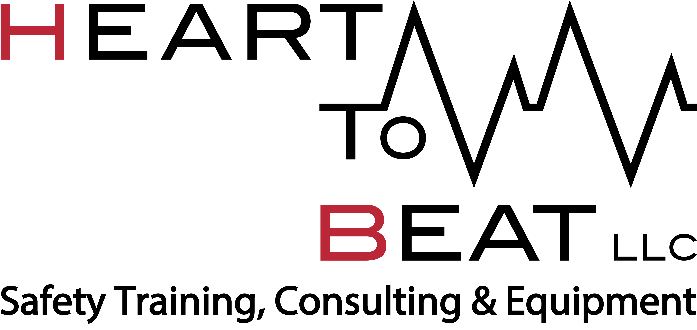 HEART
TO
BEAT LLC
Safety Training, Consulting & Equipment